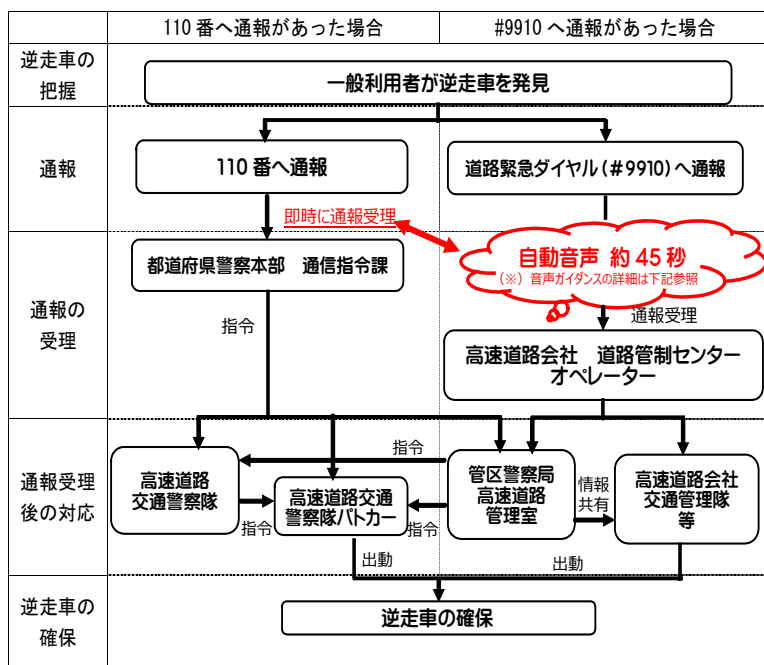 110番へ通報があった場合
#9910へ通報があった場合
逆走車の
把握
一般利用者が逆走車を発見
通報
110番へ通報
道路緊急ダイヤル(#9910)へ通報
即時に通報受理
自動音声 約45秒
(※)音声ガイダンスの詳細は下記参照
通報の
受理
都道府県警察本部 通信指令課
指令
通報受理
高速道路会社 道路管制センター
オペレーター
通報受理
後の対応
指令
高速道路
交通警察隊
指令
高速道路交通
警察隊パトカー
指令
管区警察局
高速道路
管理室
情報
共有
高速道路会社
交通管理隊
等
出動
出動
逆走車の
確保
逆走車の確保